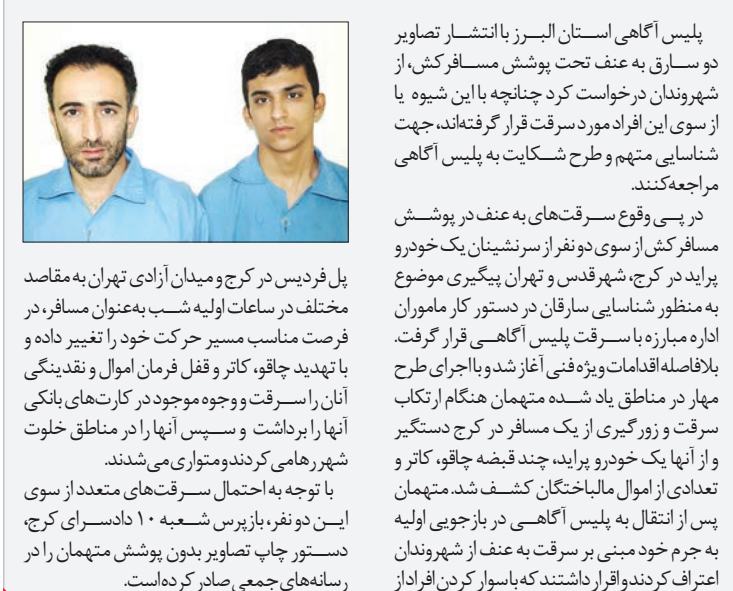 پلیس آگاهی استان البرز با انتشار تصاویر
دو سارق به عنف تحت پوشش مسافرکش، از
شهروندان درخواست کرد چنانچه با این شیوه یا
از سوی این افراد مورد سرقت قرار گرفته‌اند، جهت
شناسایی متهم و طرح شکایت به پلیس آگاهی
مراجعه‌کنند.
در پی وقوع سرقت‌های به عنف در پوشش
مسافرکش از سوی دو نفر از سرنشینان یک خودرو
پراید در کرج، شهرقدس و تهران پیگیری موضوع
به منظور شناسایی سارقان در دستور کار ماموران
اداره مبارزه با سرقت پلیس آگاهی قرار گرفت.
بلافاصله اقدامات ویژه فنی آغاز شد و با اجرای طرح
مهار در مناطق یاد شده متهمان هنگام ارتکاب
سرقت و زورگیری از یک مسافر در کرج دستگیر
و از آنها یک خودرو پراید، چند قبضه چاقو، کاتر و
تعدادی از اموال مالباختگان کشف شد. متهمان
پس از انتقال به پلیس آگاهی در بازجویی اولیه
به جرم خود مبنی بر سرقت به عنف از شهروندان
اعتراف کردند و اقرار داشتند که با سوار کردن افراد از
پل فردیس در کرج و میدان آزادی تهران به مقاصد
مختلف در ساعات اولیه شب به‌عنوان مسافر، در
فرصت مناسب مسیر حرکت خود را تغییر داده و
با تهدید چاقو، کاتر و قفل فرمان اموال و نقدینگی
آنان را سرقت و وجوه موجود در کارت‌های بانکی
آنها را برداشت و سپس آنها را در مناطق خلوت
شهر رها می‌کردند و متواری می‌شدند.
با توجه به احتمال سرقت‌های متعدد از سوی
این دو نفر، بازپرس شعبه ۱۰ دادسرای کرج،
دستور چاپ تصاویر بدون پوشش متهمان را در
رسانه‌های جمعی صادر کرده‌است.